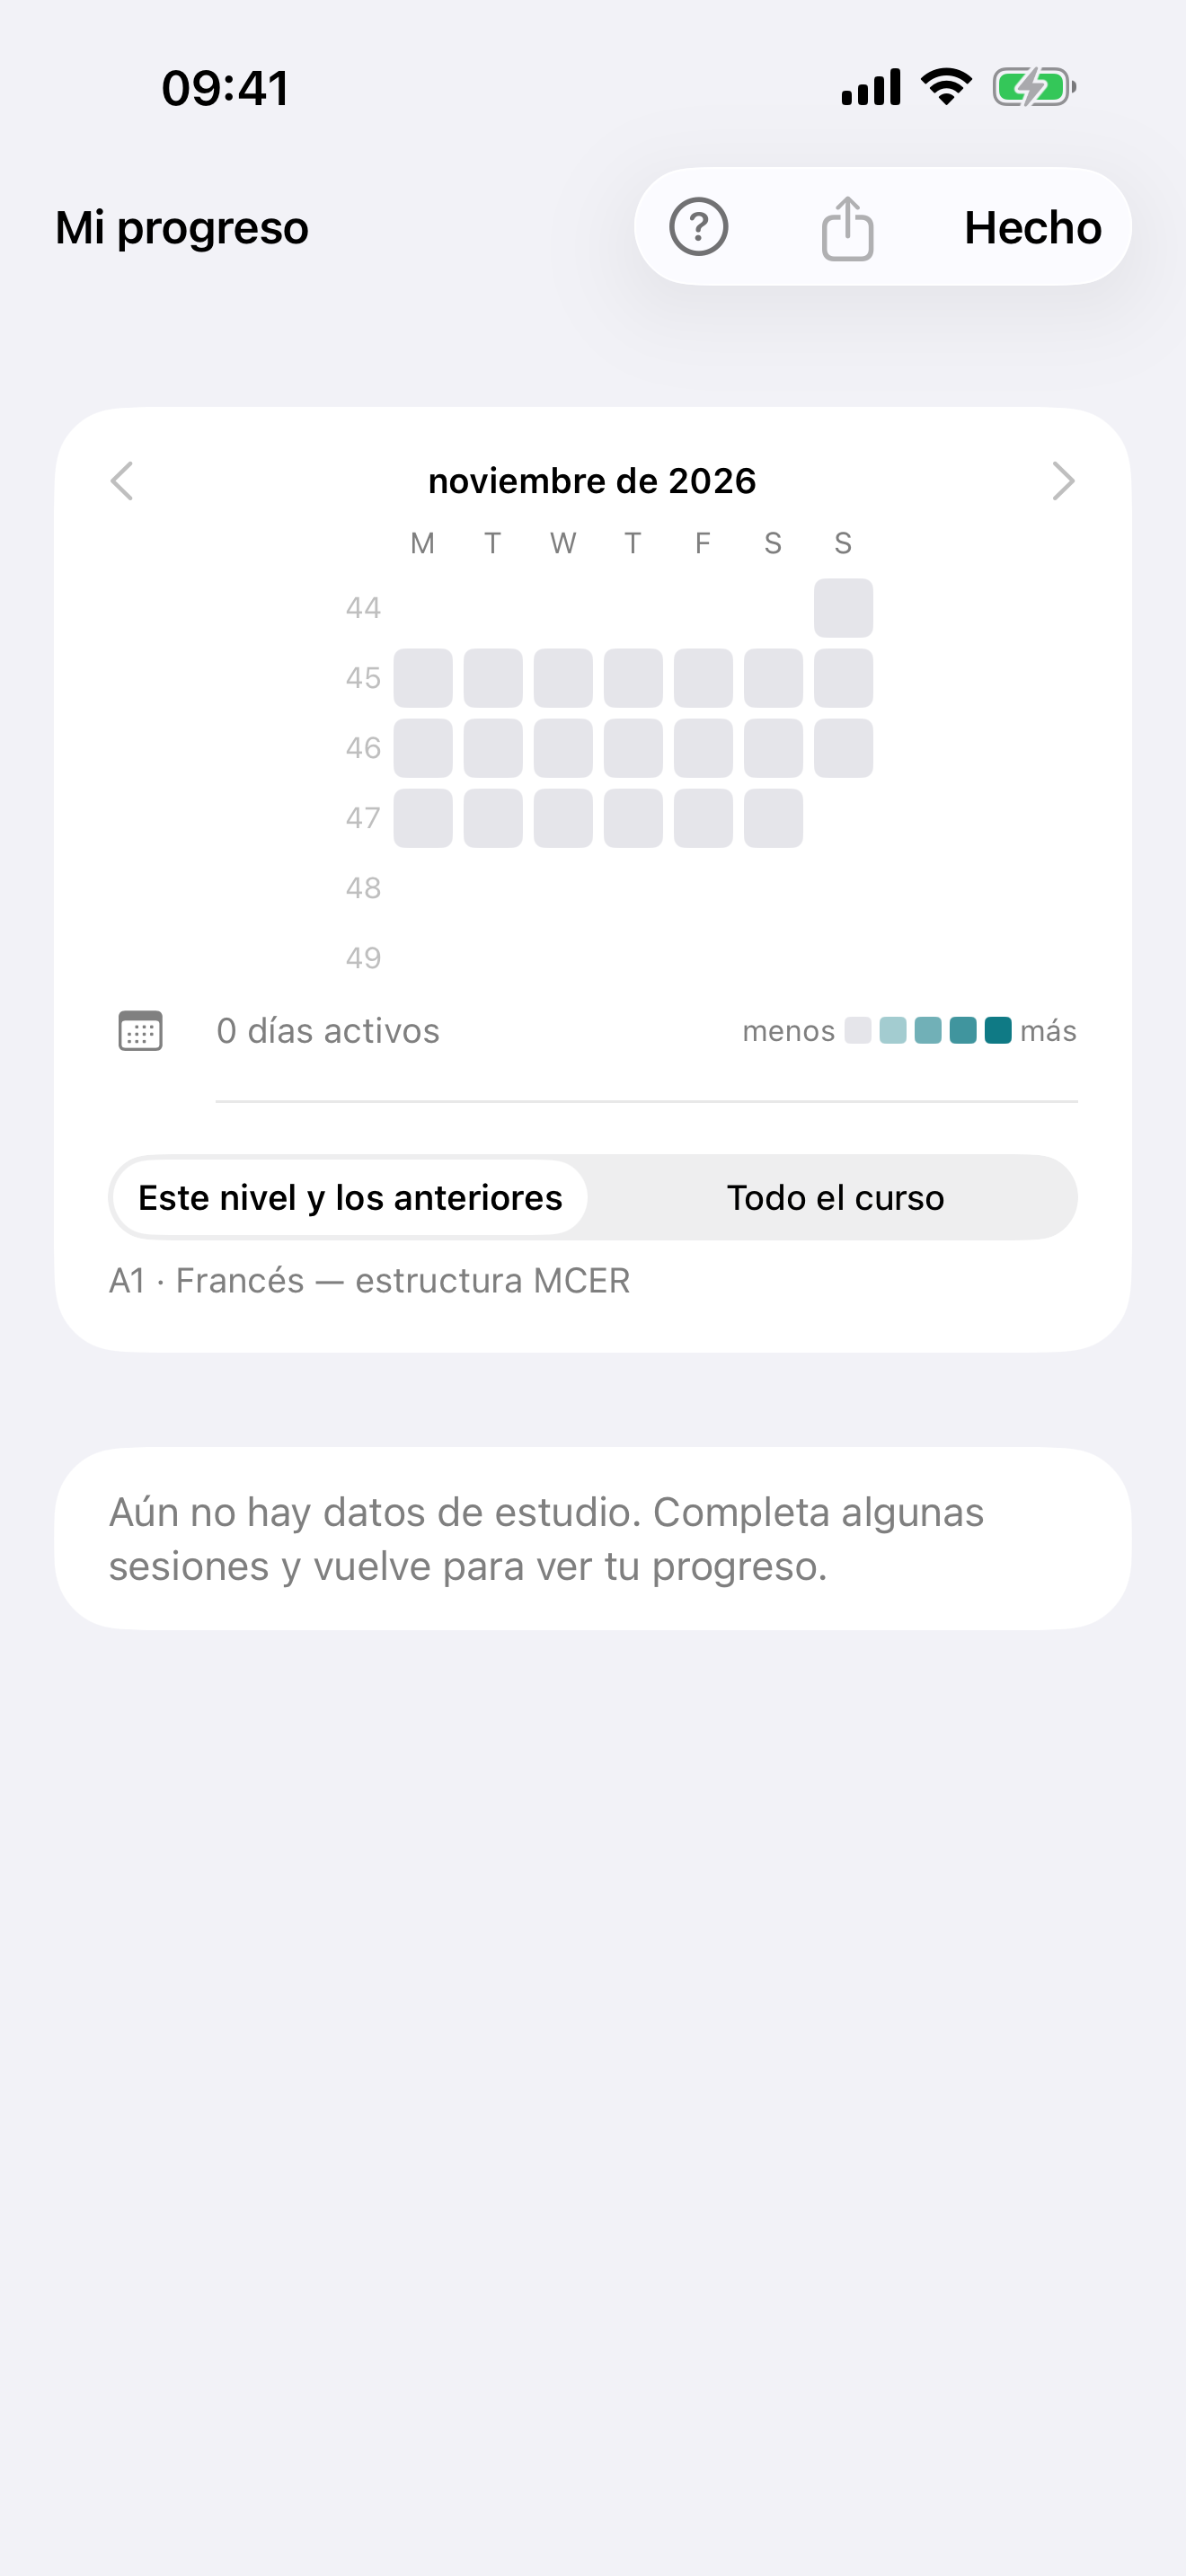 09:41
Mi progreso
Hecho
noviembre de 2026
M T W T F S S
44
45
46
47
48
49
0 días activos
menos más
Este nivel y los anteriores
Todo el curso
A1 · Francés — estructura MCER
Aún no hay datos de estudio. Completa algunas
sesiones y vuelve para ver tu progreso.